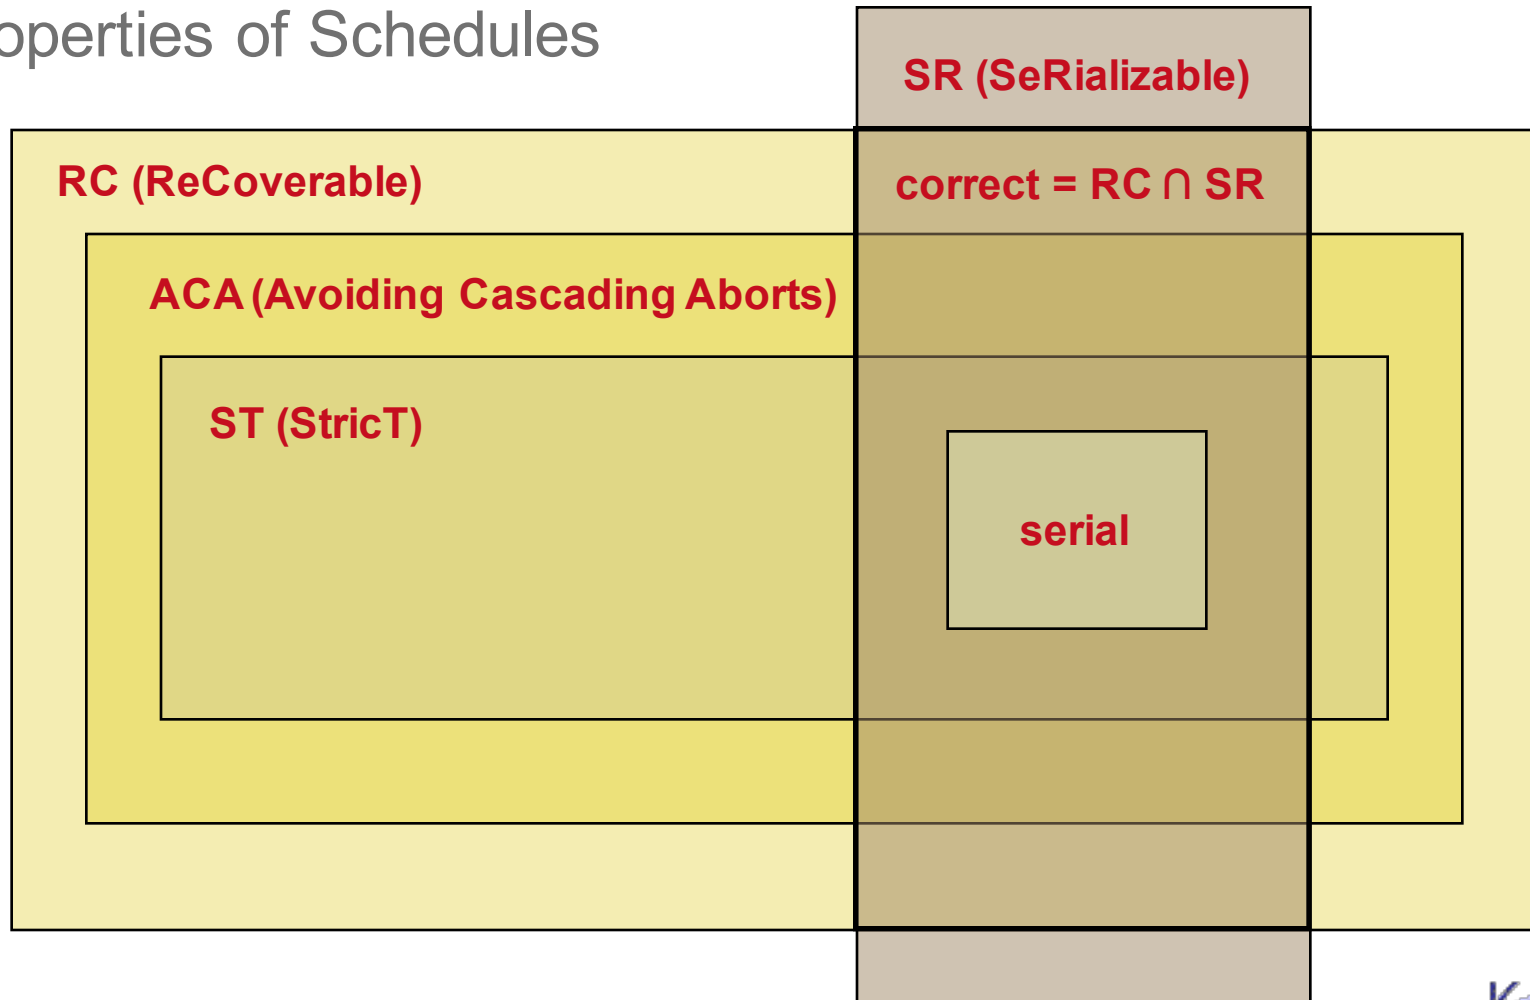 operties of Schedules
SR (SeRializable)
RC (ReCoverable)
correct = RC ∩ SR
ACA (Avoiding Cascading Aborts)
ST (StricT)
serial